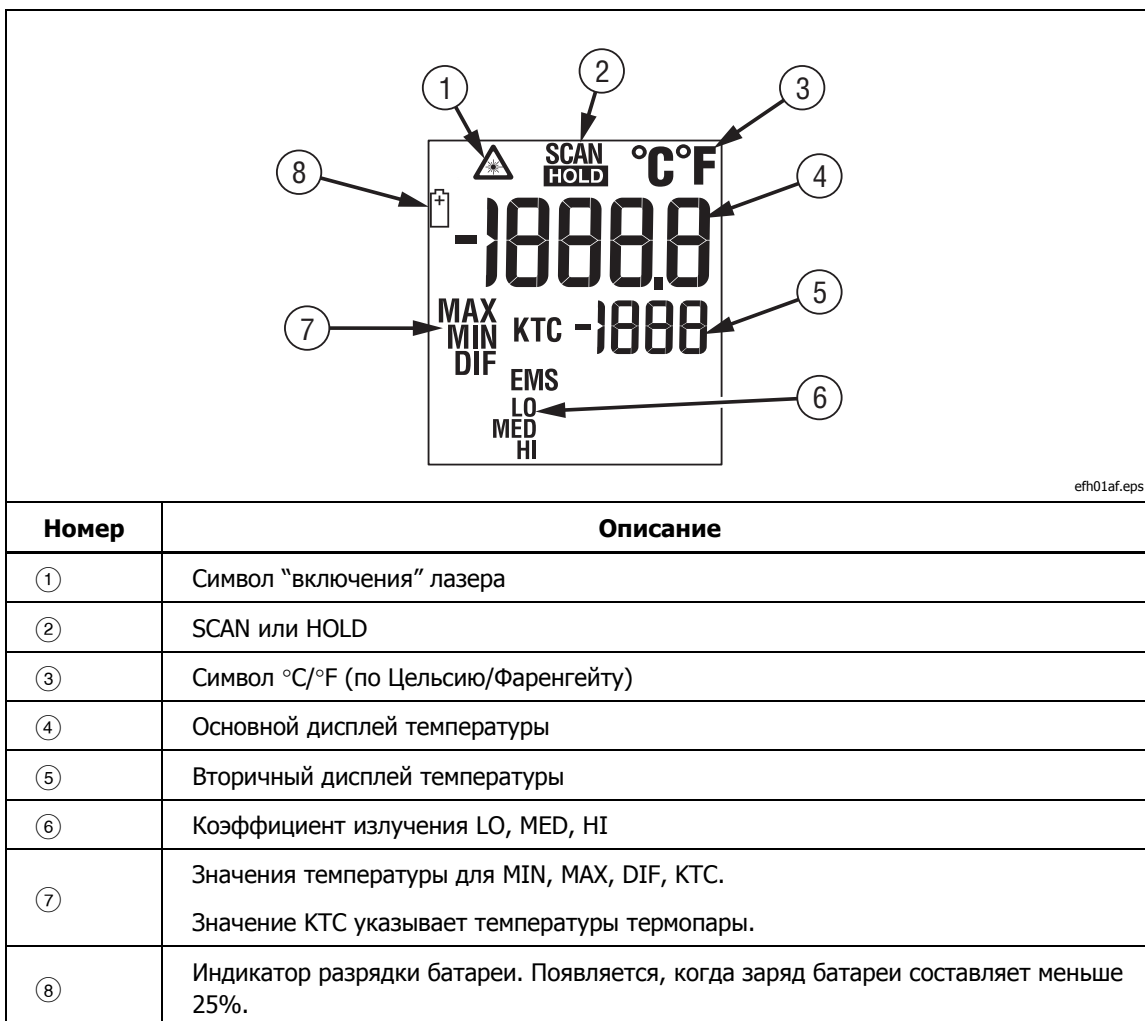 1
2
3
8
SCAN
HOLD
°C°F
4
-1888.8
5
MAX
MIN
DIF
KTC -1888
7
EMS
LO
MED
HI
6
efh01af.eps
Номер Описание
1 Символ “включения” лазера
2 SCAN или HOLD
3 Символ °C/°F (по Цельсию/Фаренгейту)
4 Основной дисплей температуры
5 Вторичный дисплей температуры
6 Коэффициент излучения LO, MED, HI
7 Значения температуры для MIN, MAX, DIF, KTC.
Значение KTC указывает температуры термопары.
8 Индикатор разрядки батареи. Появляется, когда заряд батареи составляет меньше
25%.